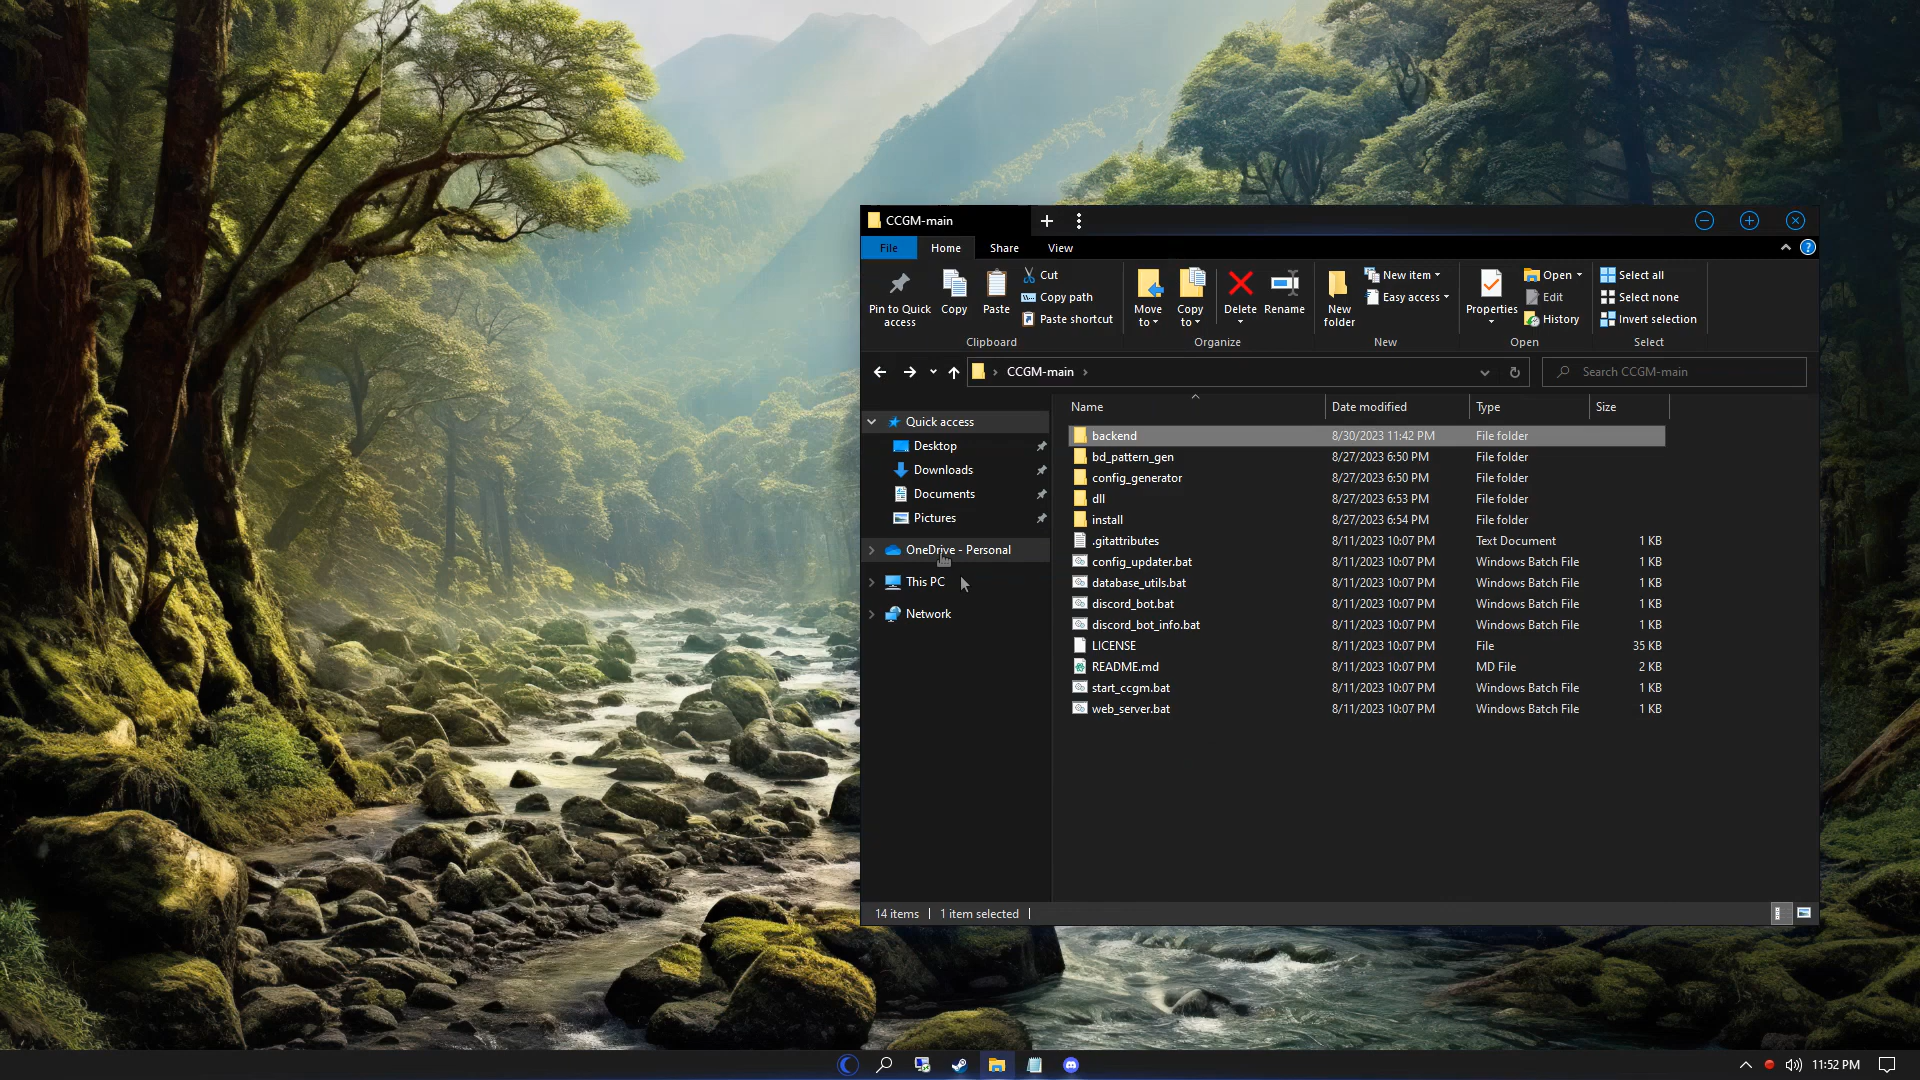 CCGM-main
File Home Share View
Pin to Quick access
Copy
Paste
Cut
Copy path
Paste shortcut
Clipboard
Move to
Copy to
Delete
Rename
Organize
New folder
New item
Easy access
New
Properties
Open
Edit
History
Open
Select all
Select none
Invert selection
Select
CCGM-main
Search CCGM-main
Quick access
Desktop
Downloads
Documents
Pictures
OneDrive - Personal
This PC
Network
Name Date modified Type Size
backend 8/30/2023 11:42 PM File folder
bd_pattern_gen 8/27/2023 6:50 PM File folder
config_generator 8/27/2023 6:50 PM File folder
dll 8/27/2023 6:53 PM File folder
install 8/27/2023 6:54 PM File folder
.gitattributes 8/11/2023 10:07 PM Text Document 1 KB
config_updater.bat 8/11/2023 10:07 PM Windows Batch File 1 KB
database_utils.bat 8/11/2023 10:07 PM Windows Batch File 1 KB
discord_bot.bat 8/11/2023 10:07 PM Windows Batch File 1 KB
discord_bot_info.bat 8/11/2023 10:07 PM Windows Batch File 1 KB
LICENSE 8/11/2023 10:07 PM File 35 KB
README.md 8/11/2023 10:07 PM MD File 2 KB
start_ccgm.bat 8/11/2023 10:07 PM Windows Batch File 1 KB
web_server.bat 8/11/2023 10:07 PM Windows Batch File 1 KB
14 items 1 item selected
11:52 PM